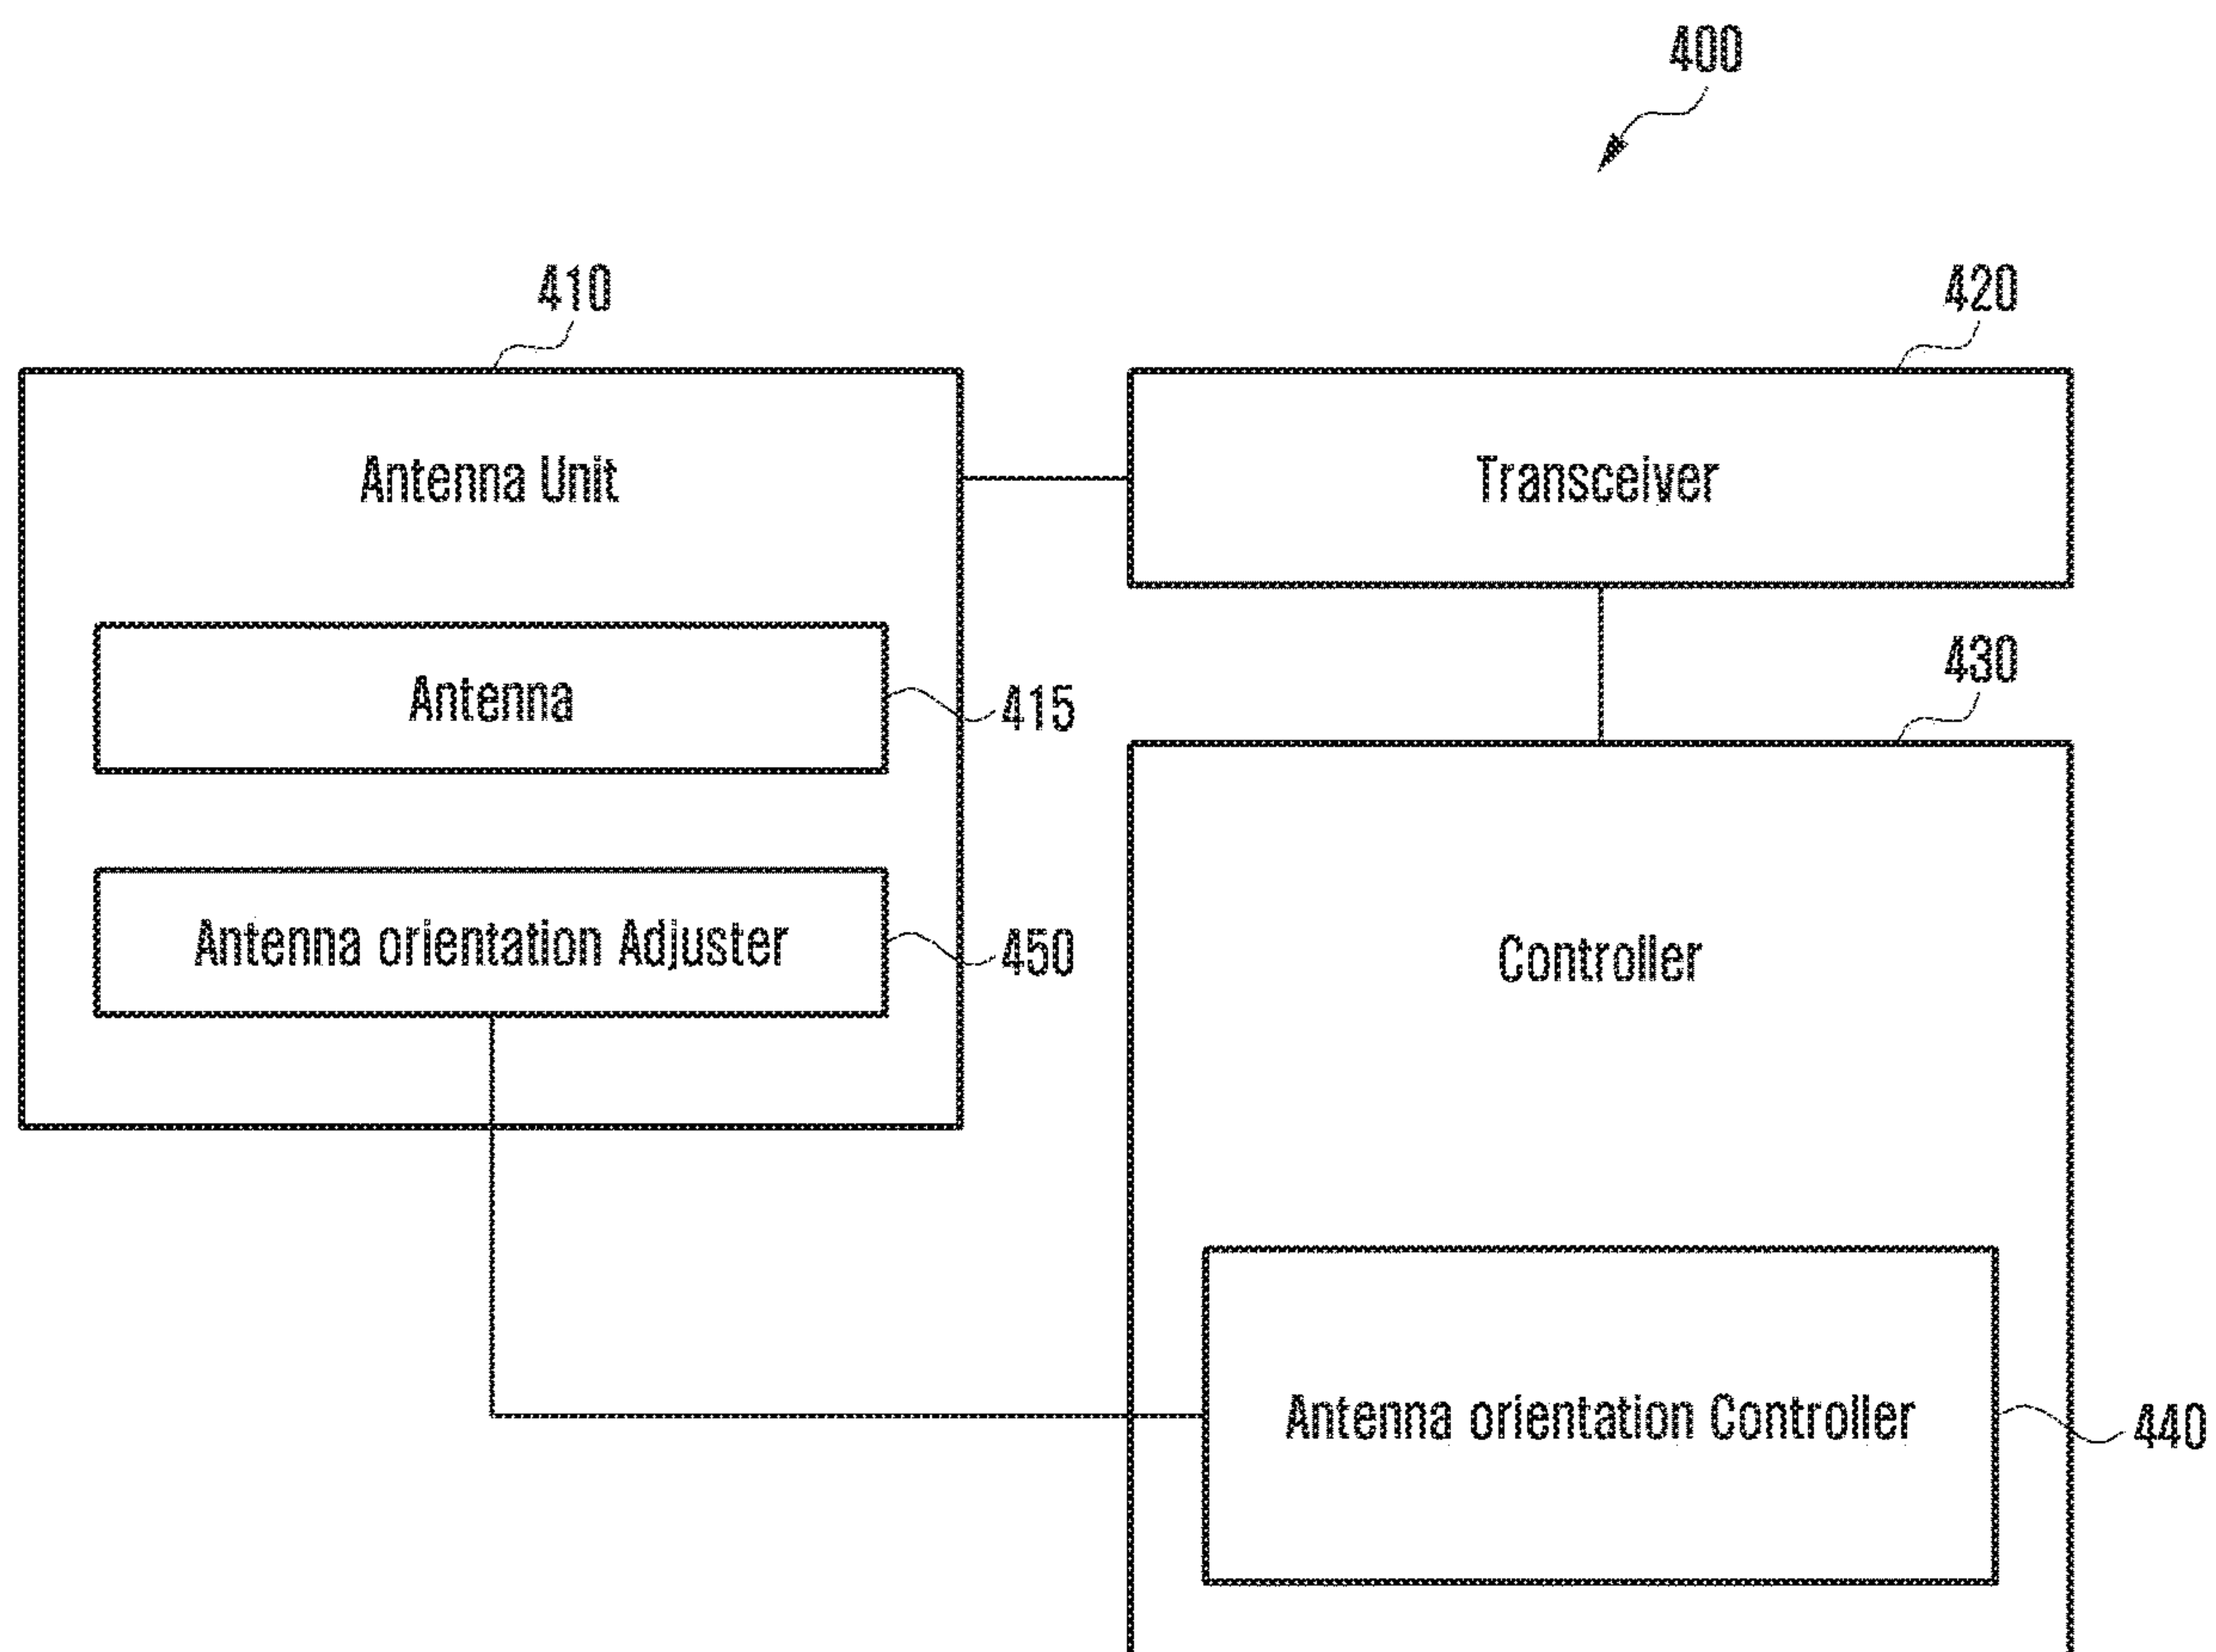 400
410
420
Antenna Unit
Transceiver
430
Antenna
415
Antenna orientation Adjuster
450
Controller
Antenna orientation Controller
440